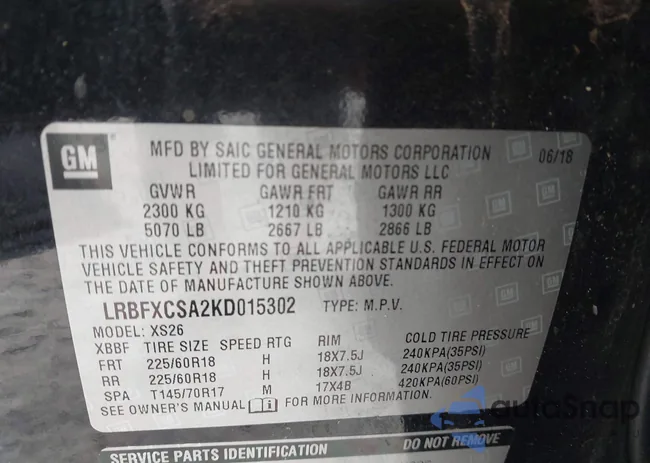 GM
MFD BY SAIC GENERAL MOTORS CORPORATION 06/18
LIMITED FOR GENERAL MOTORS LLC
GVWR GAWR FRT GAWR RR
2300 KG 1210 KG 1300 KG
5070 LB 2667 LB 2866 LB
THIS VEHICLE CONFORMS TO ALL APPLICABLE U.S. FEDERAL MOTOR
VEHICLE SAFETY AND THEFT PREVENTION STANDARDS IN EFFECT ON
THE DATE OF MANUFACTURE SHOWN ABOVE.
LRBFXCSA2KD015302 TYPE: M.P.V.
MODEL: XS26
XBBF TIRE SIZE SPEED RTG RIM COLD TIRE PRESSURE
FRT 225/60R18 H 18X7.5J 240KPA(35PSI)
RR 225/60R18 H 18X7.5J 240KPA(35PSI)
SPA T145/70R17 M 17X4B 420KPA(60PSI)
SEE OWNER'S MANUAL FOR MORE INFORMATION.
autoSnap
SERVICE PARTS IDENTIFICATION DO NOT REMOVE